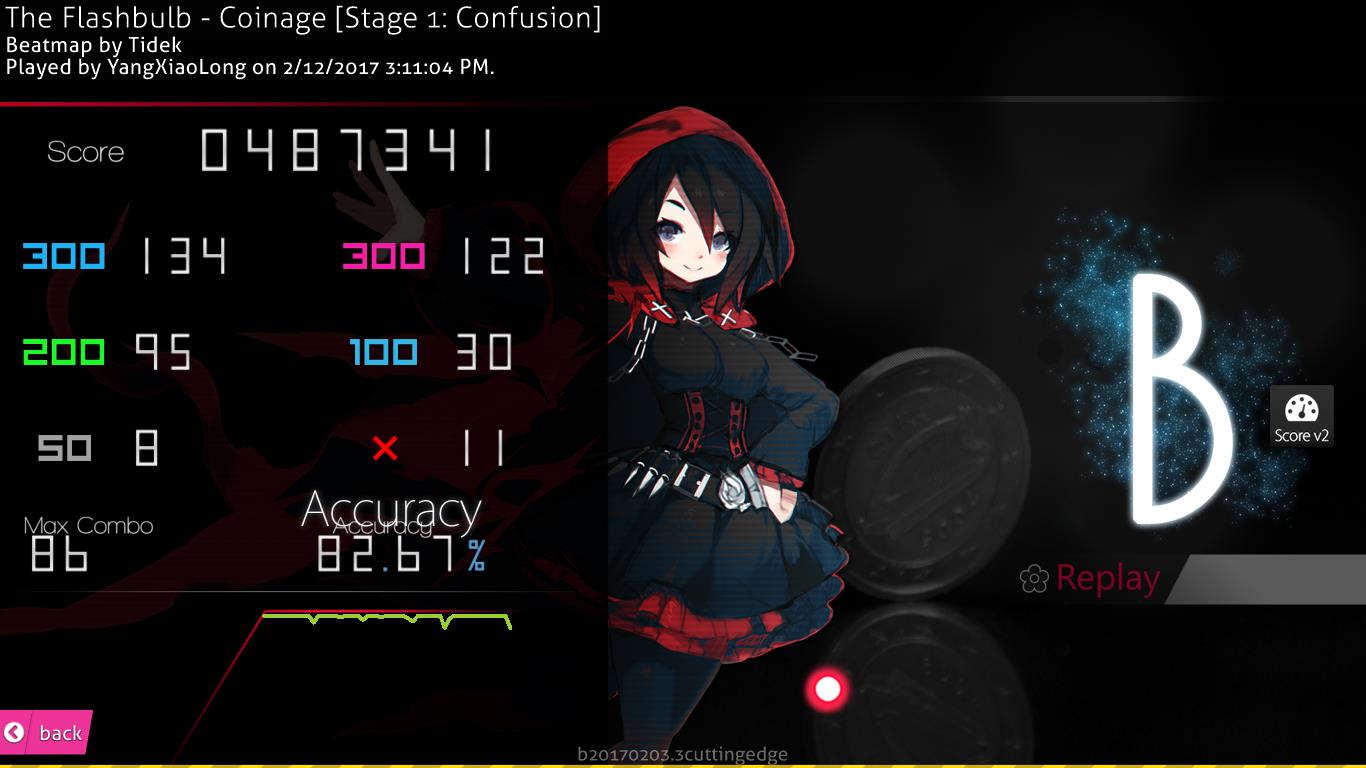 The Flashbulb - Coinage [Stage 1: Confusion]
Beatmap by Tidek
Played by YangXiaoLong on 2/12/2017 3:11:04 PM.
Score 0487341
300 134 300 122
200 95 100 30
50 8 × 11
Accuracy
Max Combo Accuracy
86 82.67%
B
Score v2
Replay
back
b20170203.3cuttingedge